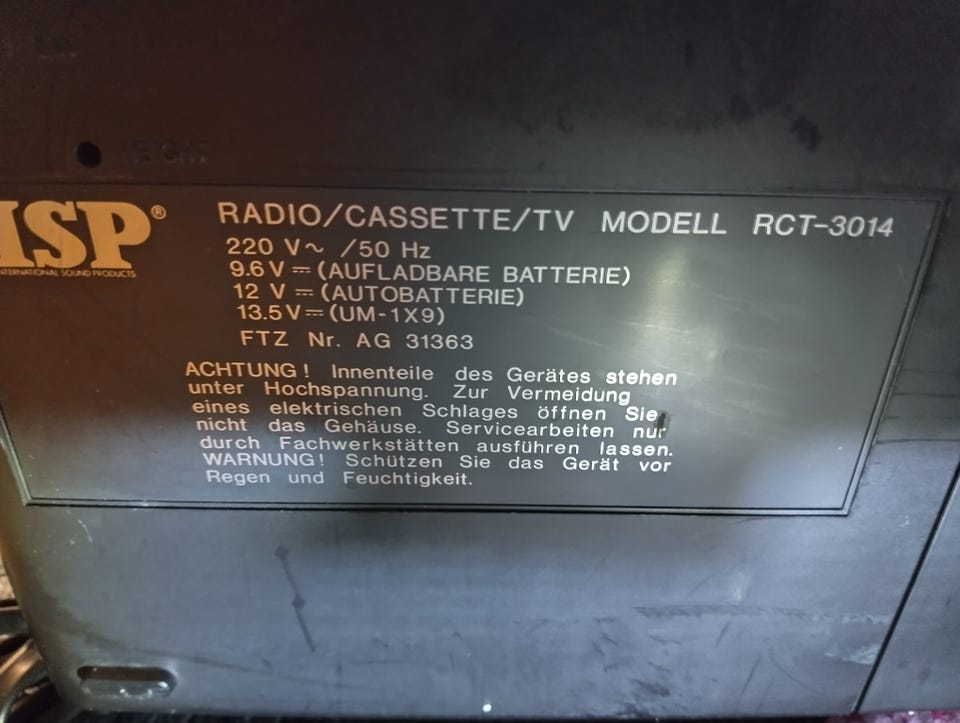 HEIGHT
ISP®
INTERNATIONAL SOUND PRODUCTS
RADIO/CASSETTE/TV MODELL RCT-3014
220 V~ /50 Hz
9.6 V ⎓ (AUFLADBARE BATTERIE)
12 V ⎓ (AUTOBATTERIE)
13.5 V ⎓ (UM-1X9)
FTZ Nr. AG 31363
ACHTUNG! Innenteile des Gerätes stehen
unter Hochspannung. Zur Vermeidung
eines elektrischen Schlages öffnen Sie
nicht das Gehäuse. Servicearbeiten nur
durch Fachwerkstätten ausführen lassen.
WARNUNG! Schützen Sie das Gerät vor
Regen und Feuchtigkeit.